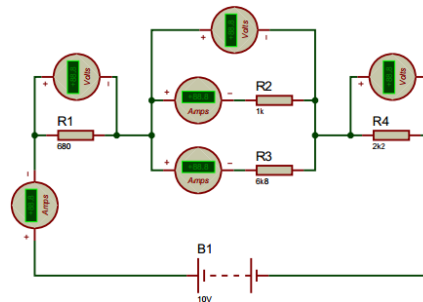 Volts
+ −
Volts
+ −
Volts
+
R1
680
+ − R2
Amps 1k
R4
2k2
+ − R3
Amps 6k8
−
Amps
+
B1
10V